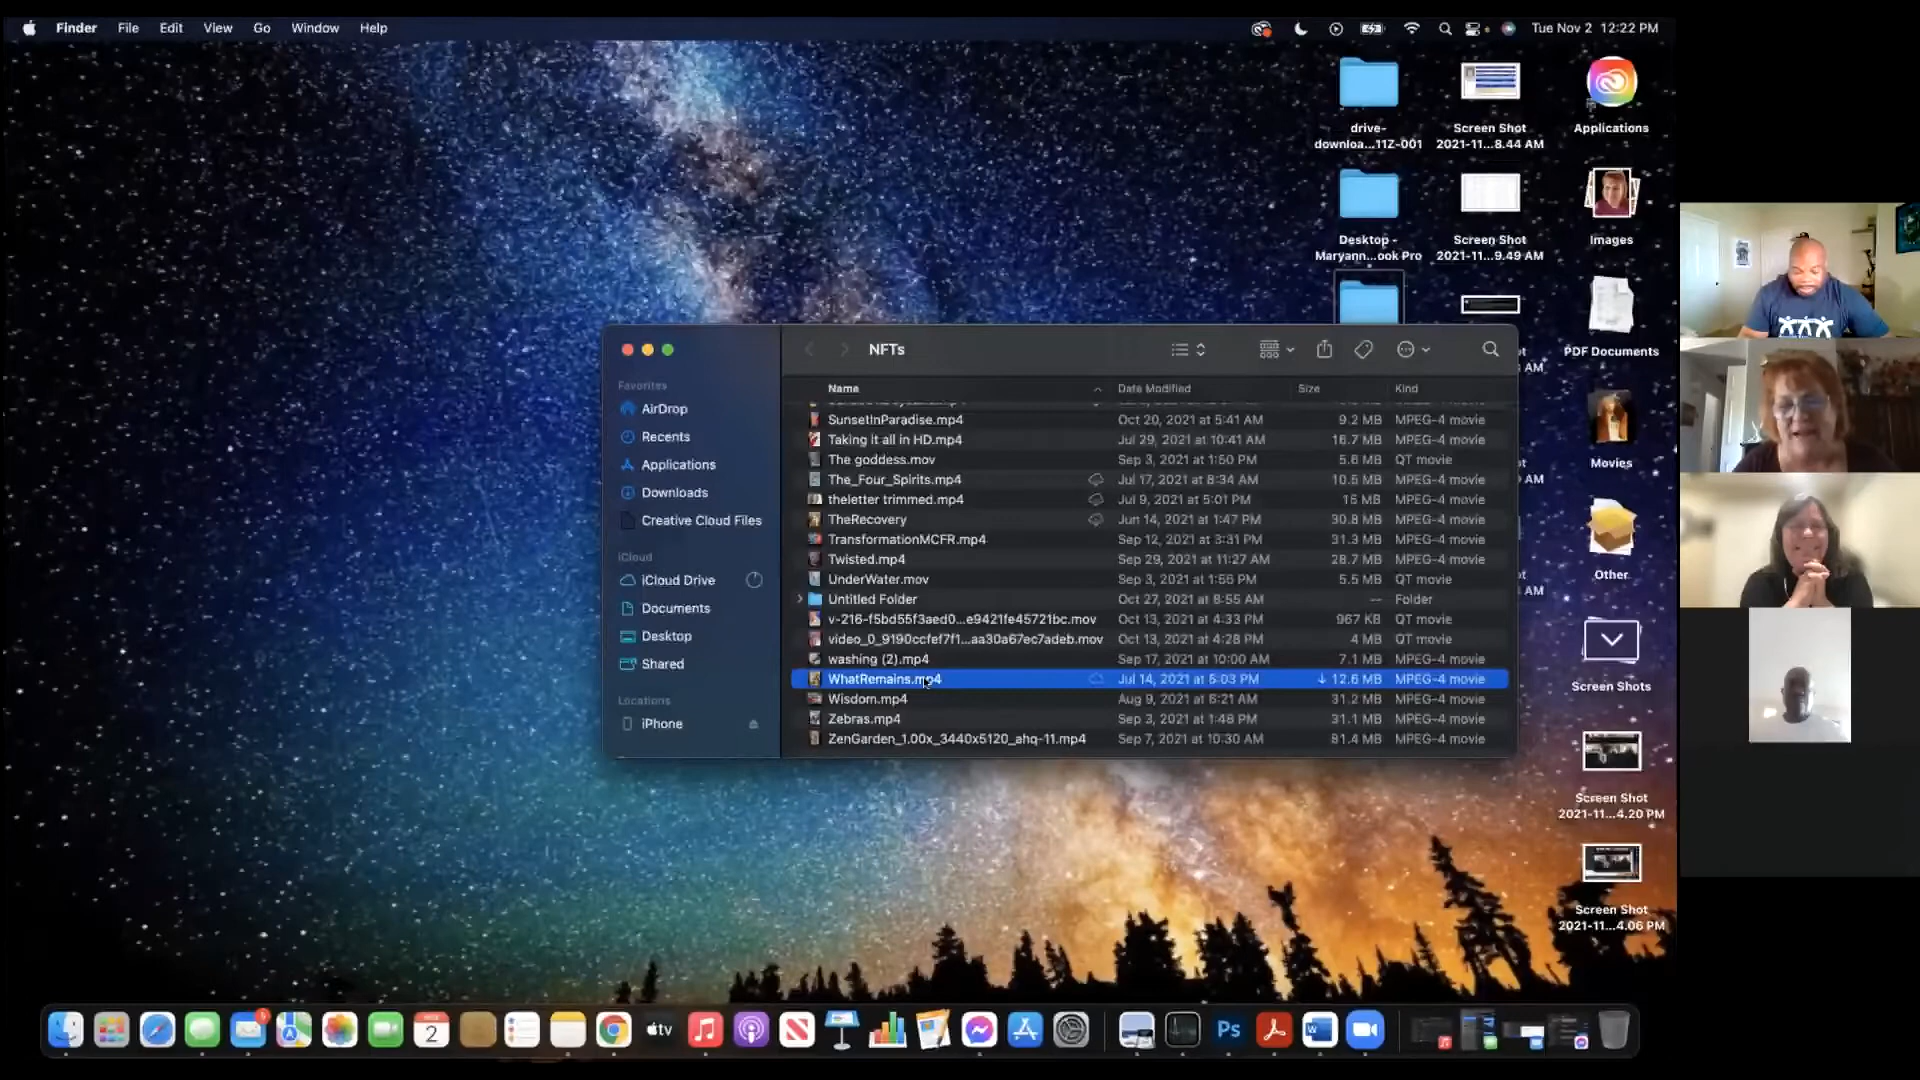 Finder File Edit View Go Window Help
Tue Nov 2 12:22 PM
drive-
downloa...11Z-001
Screen Shot
2021-11...8.44 AM
Applications
Desktop -
Maryann...ook Pro
Screen Shot
2021-11...9.49 AM
Images
PDF Documents
AM
Movies
AM
Other
AM
Screen Shots
Screen Shot
2021-11...4.20 PM
Screen Shot
2021-11...4.06 PM
NFTs
Favorites
AirDrop
Recents
Applications
Downloads
Creative Cloud Files
iCloud
iCloud Drive
Documents
Desktop
Shared
Locations
iPhone
Name Date Modified Size Kind
SunsetInParadise.mp4 Oct 20, 2021 at 5:41 AM 9.2 MB MPEG-4 movie
Taking it all in HD.mp4 Jul 29, 2021 at 10:41 AM 16.7 MB MPEG-4 movie
The goddess.mov Sep 3, 2021 at 1:50 PM 5.6 MB QT movie
The_Four_Spirits.mp4 Jul 17, 2021 at 8:34 AM 10.5 MB MPEG-4 movie
theletter trimmed.mp4 Jul 9, 2021 at 5:01 PM 15 MB MPEG-4 movie
TheRecovery Jun 14, 2021 at 1:47 PM 30.8 MB MPEG-4 movie
TransformationMCFR.mp4 Sep 12, 2021 at 3:31 PM 31.3 MB MPEG-4 movie
Twisted.mp4 Sep 29, 2021 at 11:27 AM 28.7 MB MPEG-4 movie
UnderWater.mov Sep 3, 2021 at 1:56 PM 5.5 MB QT movie
Untitled Folder Oct 27, 2021 at 8:55 AM -- Folder
v-216-f5bd55f3aed0...e9421fe45721bc.mov Oct 13, 2021 at 4:33 PM 967 KB QT movie
video_0_9190ccfef7f1...aa30a67ec7adeb.mov Oct 13, 2021 at 4:28 PM 4 MB QT movie
washing (2).mp4 Sep 17, 2021 at 10:00 AM 7.1 MB MPEG-4 movie
WhatRemains.mp4 Jul 14, 2021 at 5:03 PM 12.6 MB MPEG-4 movie
Wisdom.mp4 Aug 9, 2021 at 6:21 AM 31.2 MB MPEG-4 movie
Zebras.mp4 Sep 3, 2021 at 1:48 PM 31.1 MB MPEG-4 movie
ZenGarden_1.00x_3440x5120_ahq-11.mp4 Sep 7, 2021 at 10:30 AM 81.4 MB MPEG-4 movie
2
tv
Ps
W